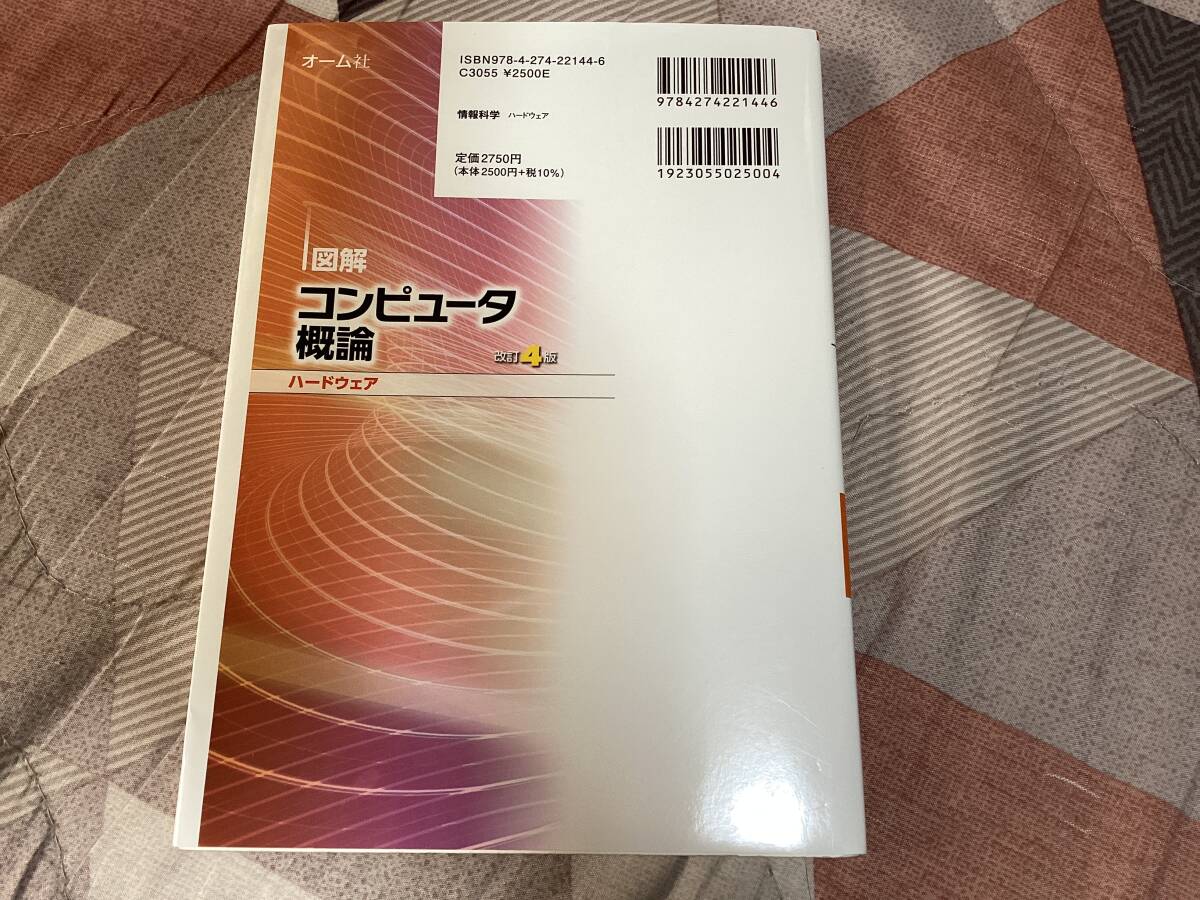 オーム社
ISBN978-4-274-22144-6
C3055 ¥2500E
情報科学 ハードウェア
定価2750円
(本体2500円+税10%)
9784274221446
1923055025004
図解
コンピュータ
概論
改訂4版
ハードウェア